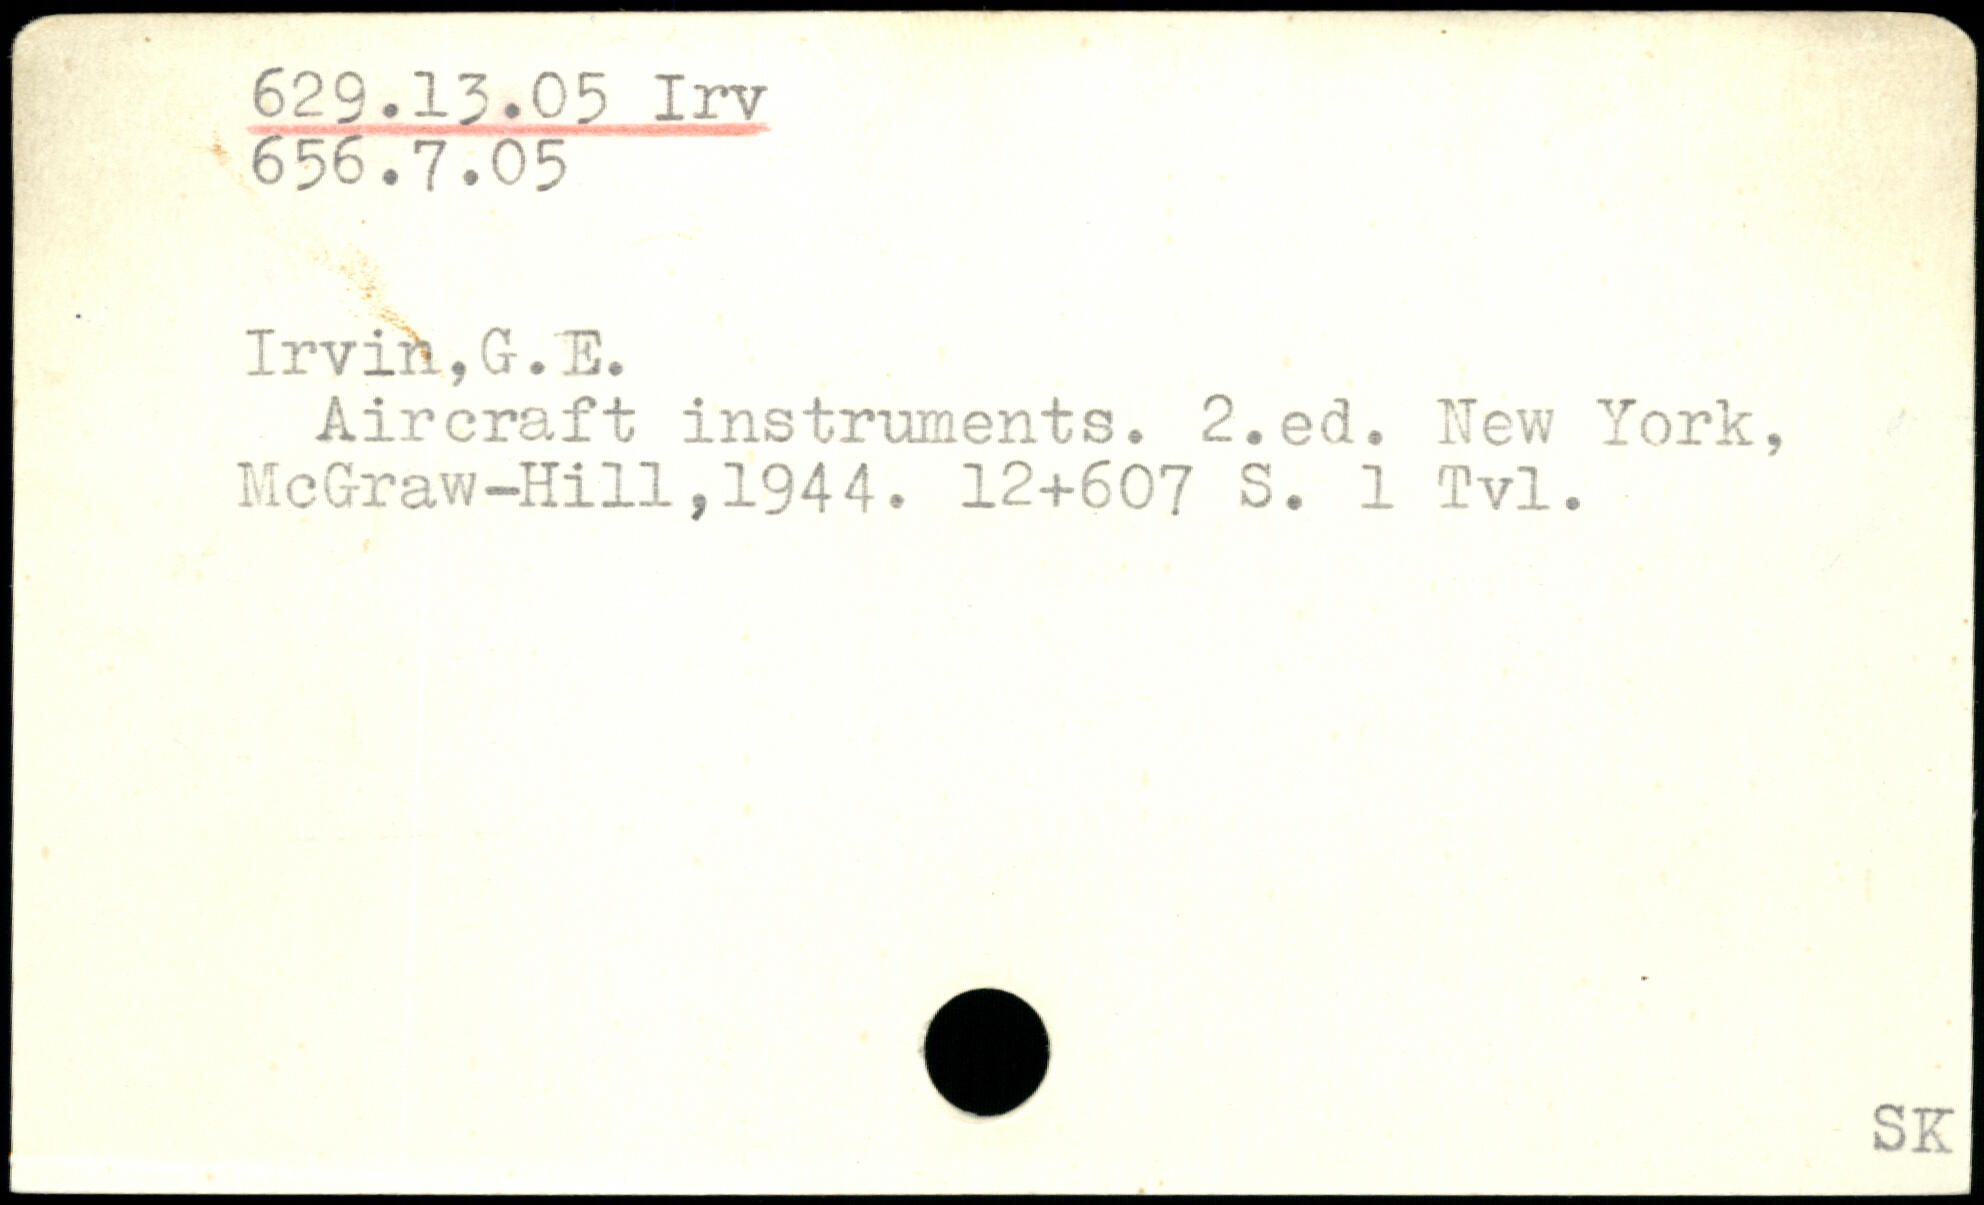 629.13.05 Irv
656.7.05
Irvin,G.E.
Aircraft instruments. 2.ed. New York,
McGraw-Hill,1944. 12+607 S. 1 Tvl.
SK